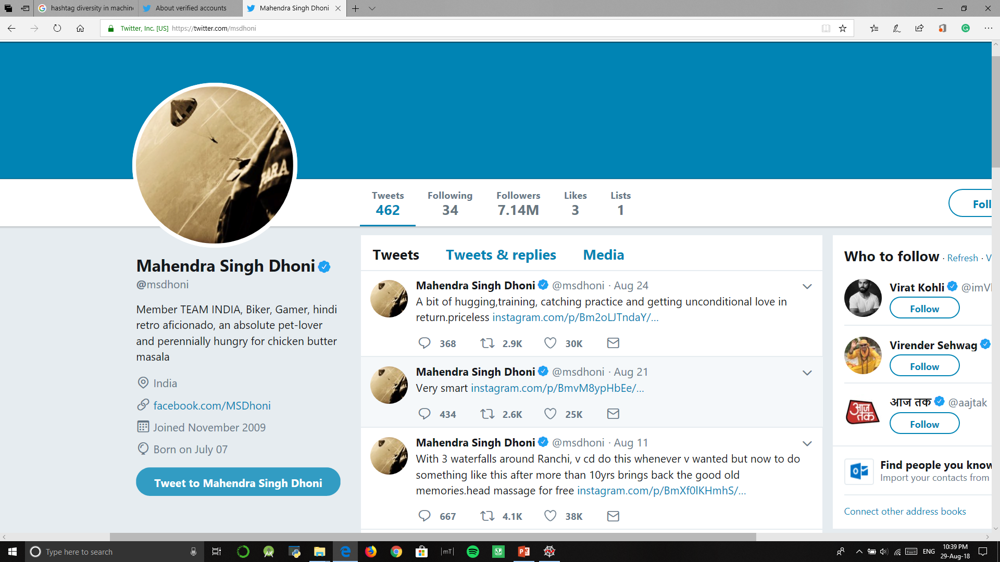 hashtag diversity in machin
About verified accounts
Mahendra Singh Dhoni
Twitter, Inc. [US] https://twitter.com/msdhoni
Tweets
462
Following
34
Followers
7.14M
Likes
3
Lists
1
Foll
Mahendra Singh Dhoni
@msdhoni
Member TEAM INDIA, Biker, Gamer, hindi
retro aficionado, an absolute pet-lover
and perennially hungry for chicken butter
masala
India
facebook.com/MSDhoni
Joined November 2009
Born on July 07
Tweet to Mahendra Singh Dhoni
Tweets Tweets & replies Media
Mahendra Singh Dhoni @msdhoni · Aug 24
A bit of hugging,training, catching practice and getting unconditional love in
return.priceless instagram.com/p/Bm2oLJTndaY/...
368 2.9K 30K
Mahendra Singh Dhoni @msdhoni · Aug 21
Very smart instagram.com/p/BmvM8ypHbEe/...
434 2.6K 25K
Mahendra Singh Dhoni @msdhoni · Aug 11
With 3 waterfalls around Ranchi, v cd do this whenever v wanted but now to do
something like this after more than 10yrs brings back the good old
memories.head massage for free instagram.com/p/BmXf0lKHmhS/...
667 4.1K 38K
Who to follow · Refresh · V
Virat Kohli @imV
Follow
Virender Sehwag
Follow
आज तक @aajtak
आज
तक
Follow
Find people you know
Import your contacts from
Connect other address books
Type here to search
|mT|
ENG
10:39 PM
29-Aug-18